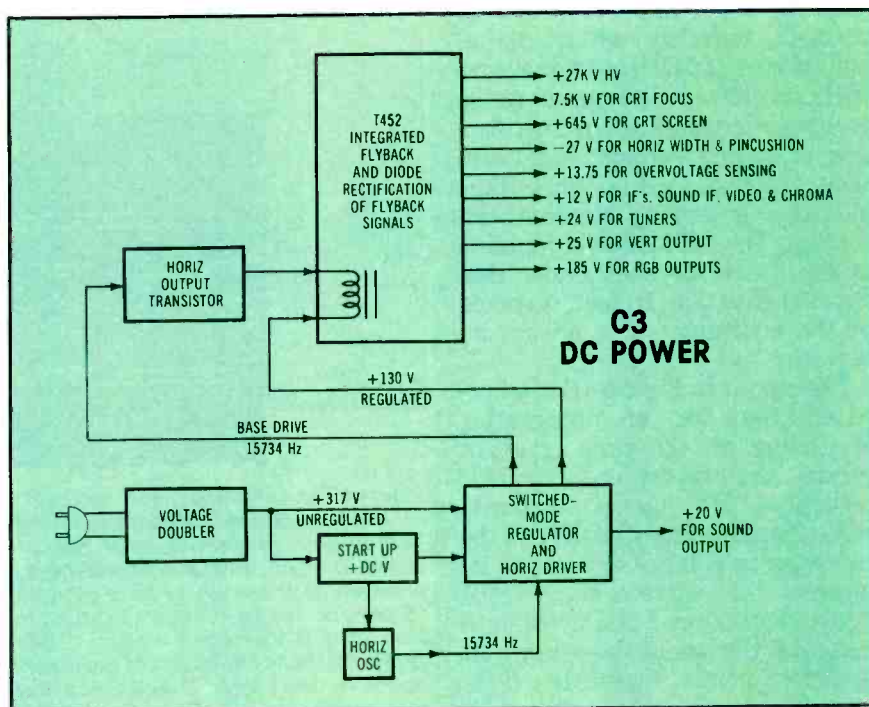 T452
INTEGRATED
FLYBACK
AND DIODE
RECTIFICATION
OF FLYBACK
SIGNALS
+27K V HV
7.5K V FOR CRT FOCUS
+645 V FOR CRT SCREEN
−27 V FOR HORIZ WIDTH & PINCUSHION
+13.75 FOR OVERVOLTAGE SENSING
+12 V FOR IF's, SOUND IF, VIDEO & CHROMA
+24 V FOR TUNERS
+25 V FOR VERT OUTPUT
+185 V FOR RGB OUTPUTS
HORIZ
OUTPUT
TRANSISTOR
C3
DC POWER
+130 V
REGULATED
BASE DRIVE
15734 Hz
VOLTAGE
DOUBLER
+317 V
UNREGULATED
START UP
+DC V
SWITCHED–
MODE
REGULATOR
AND
HORIZ DRIVER
+20 V
FOR SOUND
OUTPUT
HORIZ
OSC
15734 Hz